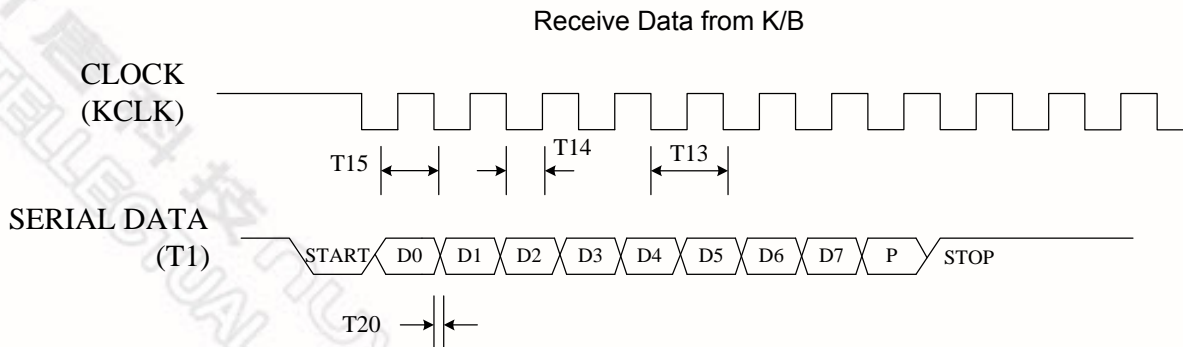 Receive Data from K/B
CLOCK
(KCLK)
T15
T14
T13
SERIAL DATA
(T1)
START D0 D1 D2 D3 D4 D5 D6 D7 P STOP
T20